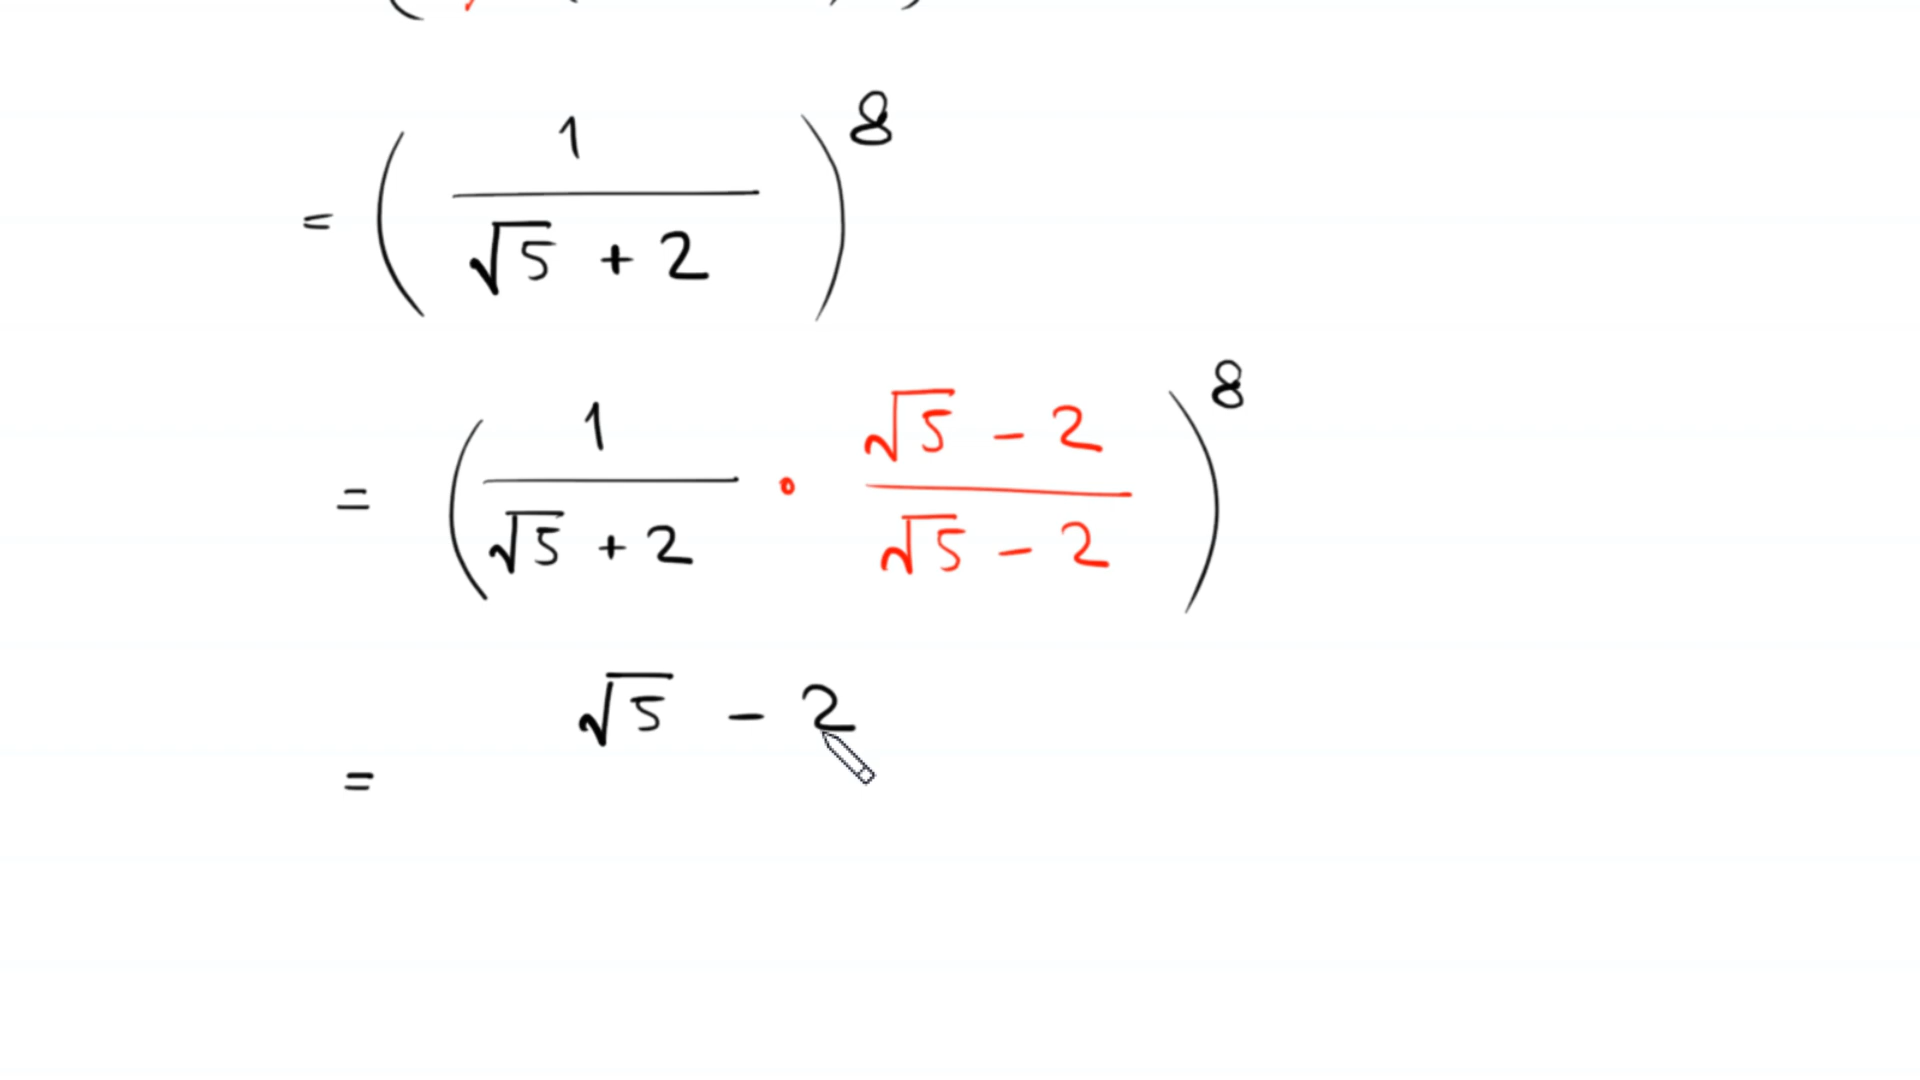 = ( 1 / (√5 + 2) )^8
= ( 1 / (√5 + 2) · (√5 - 2) / (√5 - 2) )^8
= √5 - 2